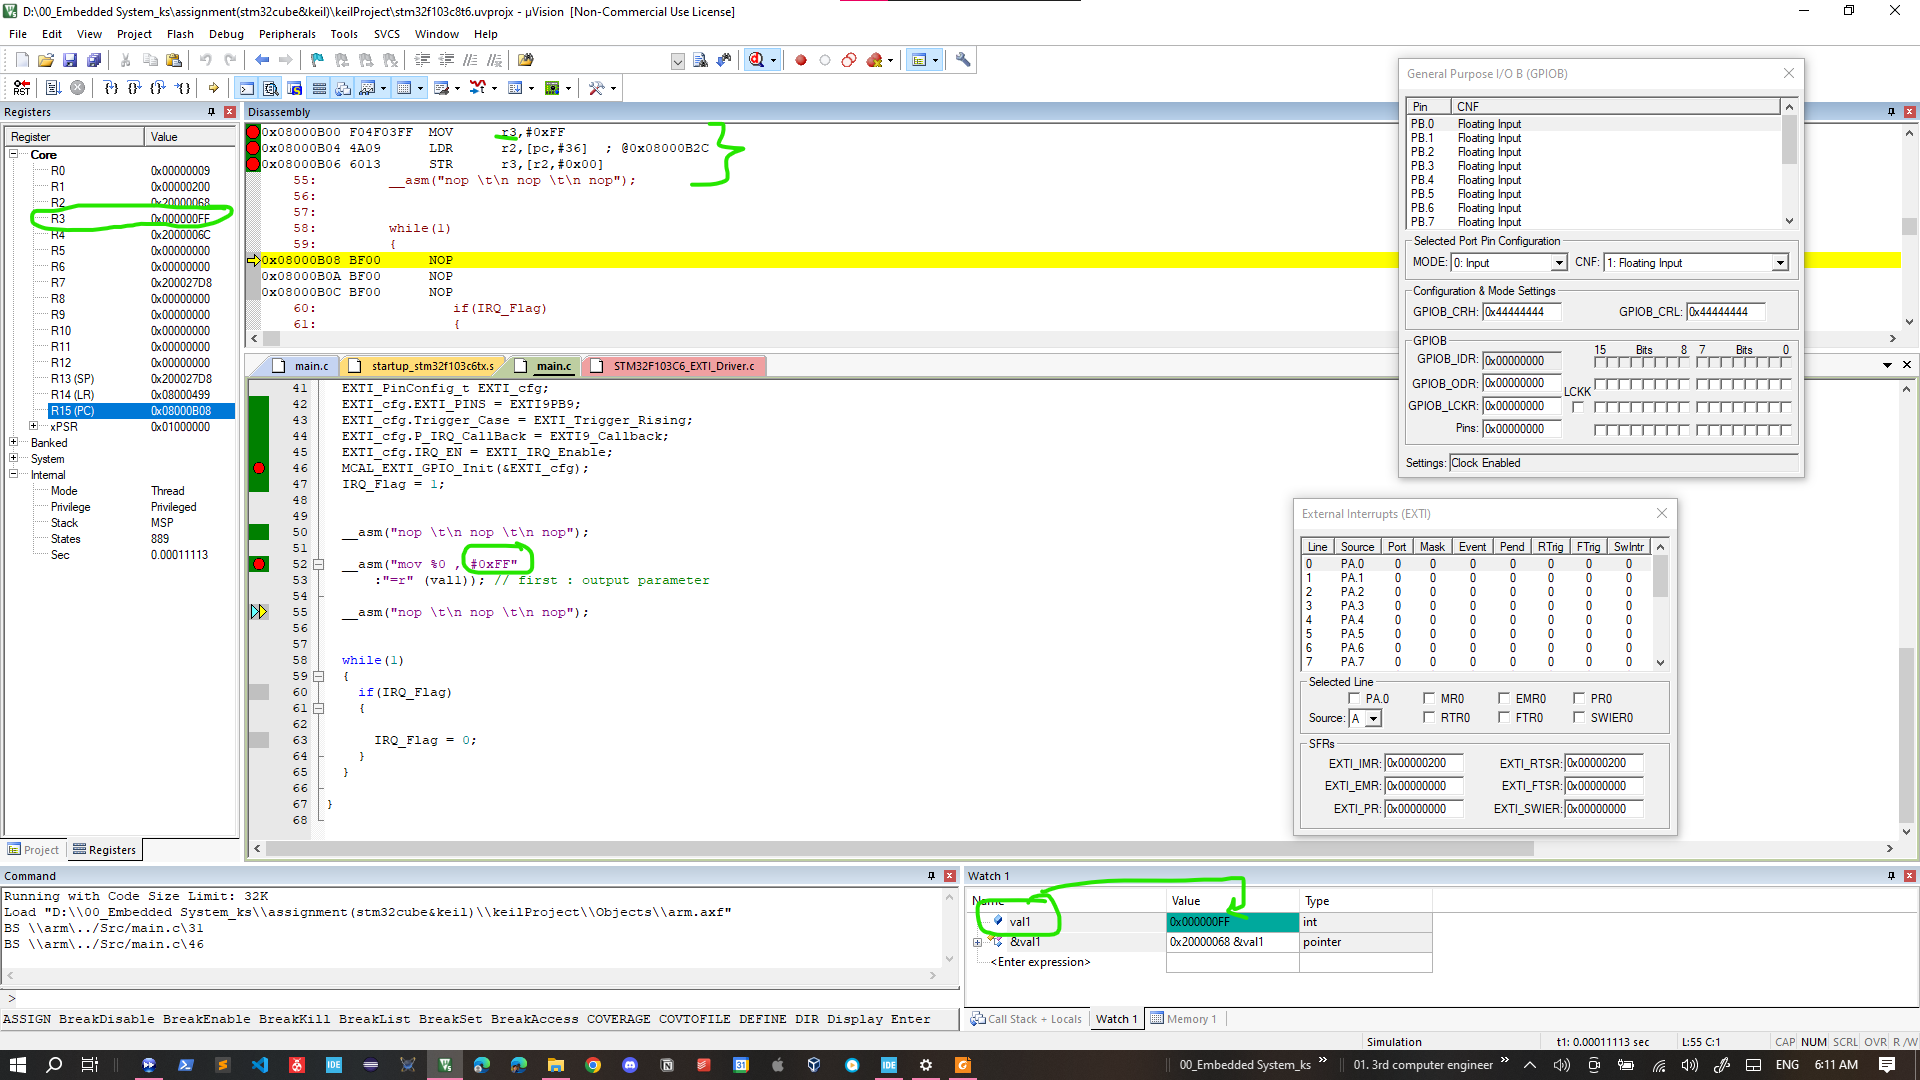 D:\00_Embedded System_ks\assignment(stm32cube&keil)\keilProject\stm32f103c8t6.uvprojx - µVision  [Non-Commercial Use License]
File Edit View Project Flash Debug Peripherals Tools SVCS Window Help
Registers
Register Value
Core
R0 0x00000009
R1 0x00000200
R2 0x20000068
R3 0x000000FF
R4 0x2000006C
R5 0x00000000
R6 0x00000000
R7 0x200027D8
R8 0x00000000
R9 0x00000000
R10 0x00000000
R11 0x00000000
R12 0x00000000
R13 (SP) 0x200027D8
R14 (LR) 0x08000499
R15 (PC) 0x08000B08
xPSR 0x01000000
Banked
System
Internal
Mode Thread
Privilege Privileged
Stack MSP
States 889
Sec 0.00011113
Project Registers
Disassembly
0x08000B00 F04F03FF MOV r3,#0xFF
0x08000B04 4A09 LDR r2,[pc,#36] ; @0x08000B2C
0x08000B06 6013 STR r3,[r2,#0x00]
55: __asm("nop \t\n nop \t\n nop");
56:
57:
58: while(1)
59: {
0x08000B08 BF00 NOP
0x08000B0A BF00 NOP
0x08000B0C BF00 NOP
60: if(IRQ_Flag)
61: {
main.c startup_stm32f103c6tx.s main.c STM32F103C6_EXTI_Driver.c
41 EXTI_PinConfig_t EXTI_cfg;
42 EXTI_cfg.EXTI_PINS = EXTI9PB9;
43 EXTI_cfg.Trigger_Case = EXTI_Trigger_Rising;
44 EXTI_cfg.P_IRQ_CallBack = EXTI9_Callback;
45 EXTI_cfg.IRQ_EN = EXTI_IRQ_Enable;
46 MCAL_EXTI_GPIO_Init(&EXTI_cfg);
47 IRQ_Flag = 1;
48
49
50 __asm("nop \t\n nop \t\n nop");
51
52 __asm("mov %0 , #0xFF"
53 :"=r" (val1)); // first : output parameter
54
55 __asm("nop \t\n nop \t\n nop");
56
57
58 while(1)
59 {
60 if(IRQ_Flag)
61 {
62
63 IRQ_Flag = 0;
64 }
65 }
66
67 }
68
General Purpose I/O B (GPIOB)
Pin CNF
PB.0 Floating Input
PB.1 Floating Input
PB.2 Floating Input
PB.3 Floating Input
PB.4 Floating Input
PB.5 Floating Input
PB.6 Floating Input
PB.7 Floating Input
Selected Port Pin Configuration
MODE: 0: Input CNF: 1: Floating Input
Configuration & Mode Settings
GPIOB_CRH: 0x44444444 GPIOB_CRL: 0x44444444
GPIOB
15 Bits 8 7 Bits 0
GPIOB_IDR: 0x00000000
GPIOB_ODR: 0x00000000
LCKK
GPIOB_LCKR: 0x00000000
Pins: 0x00000000
Settings: Clock Enabled
External Interrupts (EXTI)
Line Source Port Mask Event Pend RTrig FTrig SwIntr
0 PA.0 0 0 0 0 0 0 0
1 PA.1 0 0 0 0 0 0 0
2 PA.2 0 0 0 0 0 0 0
3 PA.3 0 0 0 0 0 0 0
4 PA.4 0 0 0 0 0 0 0
5 PA.5 0 0 0 0 0 0 0
6 PA.6 0 0 0 0 0 0 0
7 PA.7 0 0 0 0 0 0 0
Selected Line
PA.0 MR0 EMR0 PR0
Source: A RTR0 FTR0 SWIER0
SFRs
EXTI_IMR: 0x00000200 EXTI_RTSR: 0x00000200
EXTI_EMR: 0x00000000 EXTI_FTSR: 0x00000000
EXTI_PR: 0x00000000 EXTI_SWIER: 0x00000000
Command
Running with Code Size Limit: 32K
Load "D:\\00_Embedded System_ks\\assignment(stm32cube&keil)\\keilProject\\Objects\\arm.axf"
BS \\arm\../Src/main.c\31
BS \\arm\../Src/main.c\46
>
ASSIGN BreakDisable BreakEnable BreakKill BreakList BreakSet BreakAccess COVERAGE COVTOFILE DEFINE DIR Display Enter
Watch 1
Name Value Type
val1 0x000000FF int
&val1 0x20000068 &val1 pointer
<Enter expression>
Call Stack + Locals Watch 1 Memory 1
Simulation t1: 0.00011113 sec L:55 C:1 CAP NUM SCRL OVR R/W
00_Embedded System_ks 01. 3rd computer engineer ENG 6:11 AM